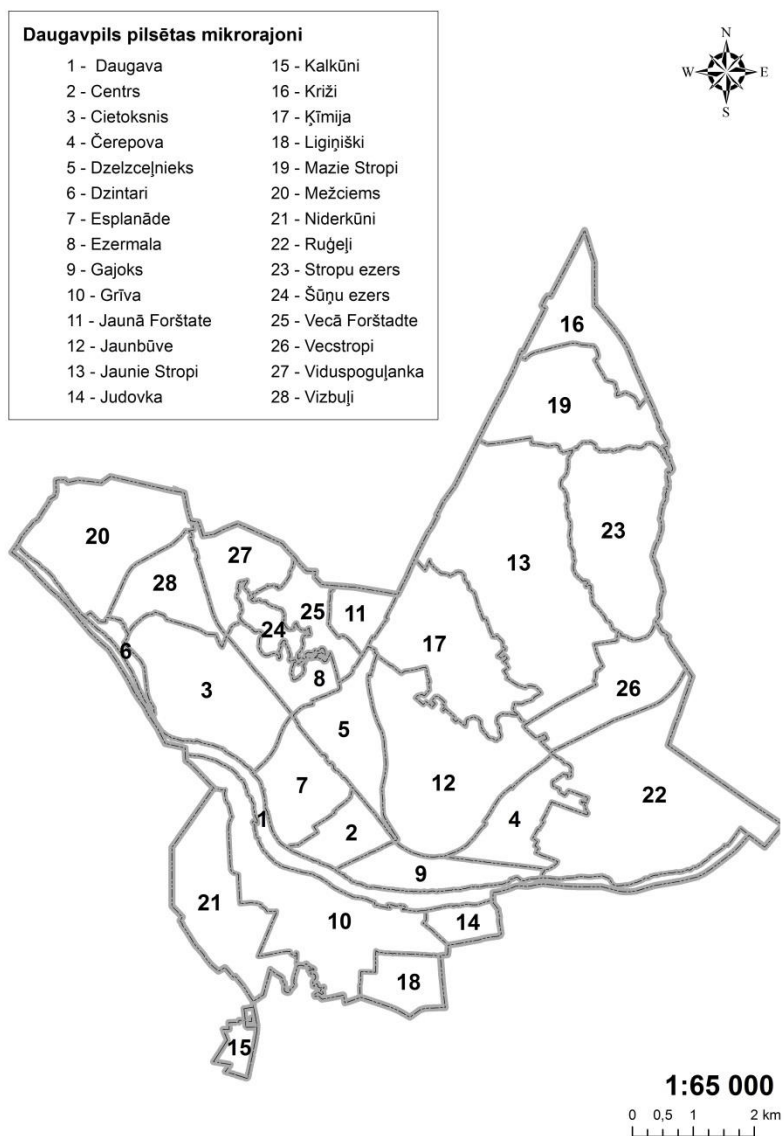 Daugavpils pilsētas mikrorajoni
1 - Daugava
2 - Centrs
3 - Cietoksnis
4 - Čerepova
5 - Dzelzceļnieks
6 - Dzintari
7 - Esplanāde
8 - Ezermala
9 - Gajoks
10 - Grīva
11 - Jaunā Forštate
12 - Jaunbūve
13 - Jaunie Stropi
14 - Judovka
15 - Kalkūni
16 - Križi
17 - Ķīmija
18 - Ligiņiški
19 - Mazie Stropi
20 - Mežciems
21 - Niderkūni
22 - Ruģeļi
23 - Stropu ezers
24 - Šūņu ezers
25 - Vecā Forštadte
26 - Vecstropi
27 - Viduspoguļanka
28 - Vizbuļi
N
W E
S
16
19
23
20
27
13
28
25
11
24
17
6
8
3
26
5
7
12
22
1
2
4
9
21
10
14
18
15
1:65 000
0 0,5 1 2 km